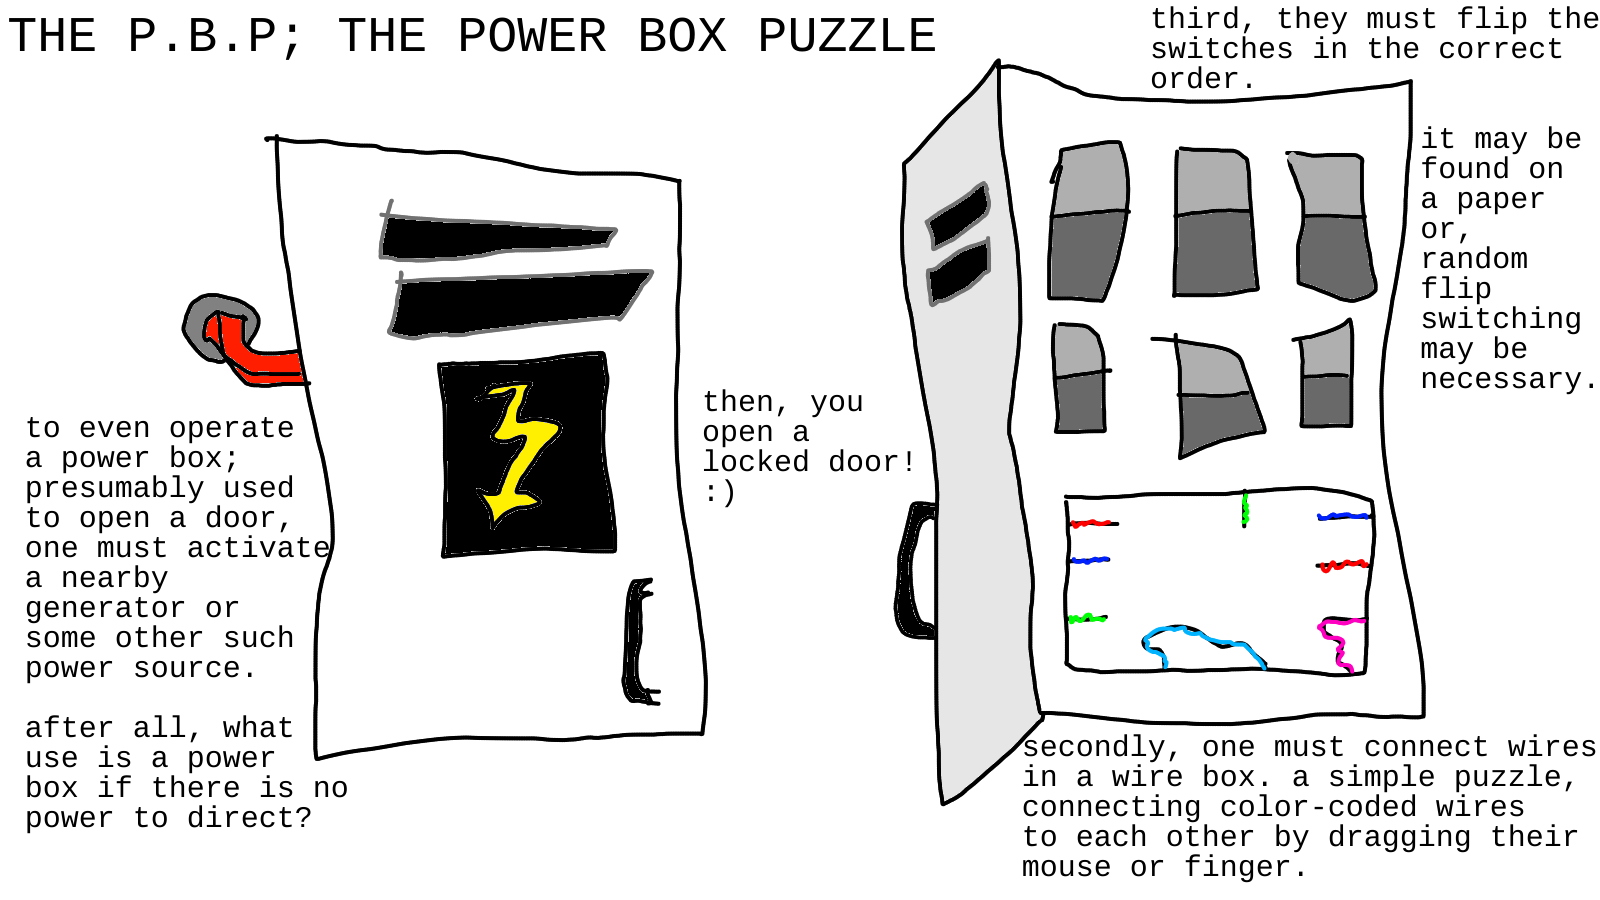 THE P.B.P; THE POWER BOX PUZZLE
to even operate
a power box;
presumably used
to open a door,
one must activate
a nearby
generator or
some other such
power source.
after all, what
use is a power
box if there is no
power to direct?
then, you
open a
locked door!
:)
third, they must flip the
switches in the correct
order.
it may be
found on
a paper
or,
random
flip
switching
may be
necessary.
secondly, one must connect wires
in a wire box. a simple puzzle,
connecting color-coded wires
to each other by dragging their
mouse or finger.